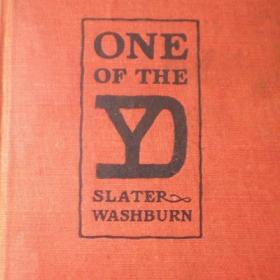 ONE
OF THE
YD
SLATER
WASHBURN